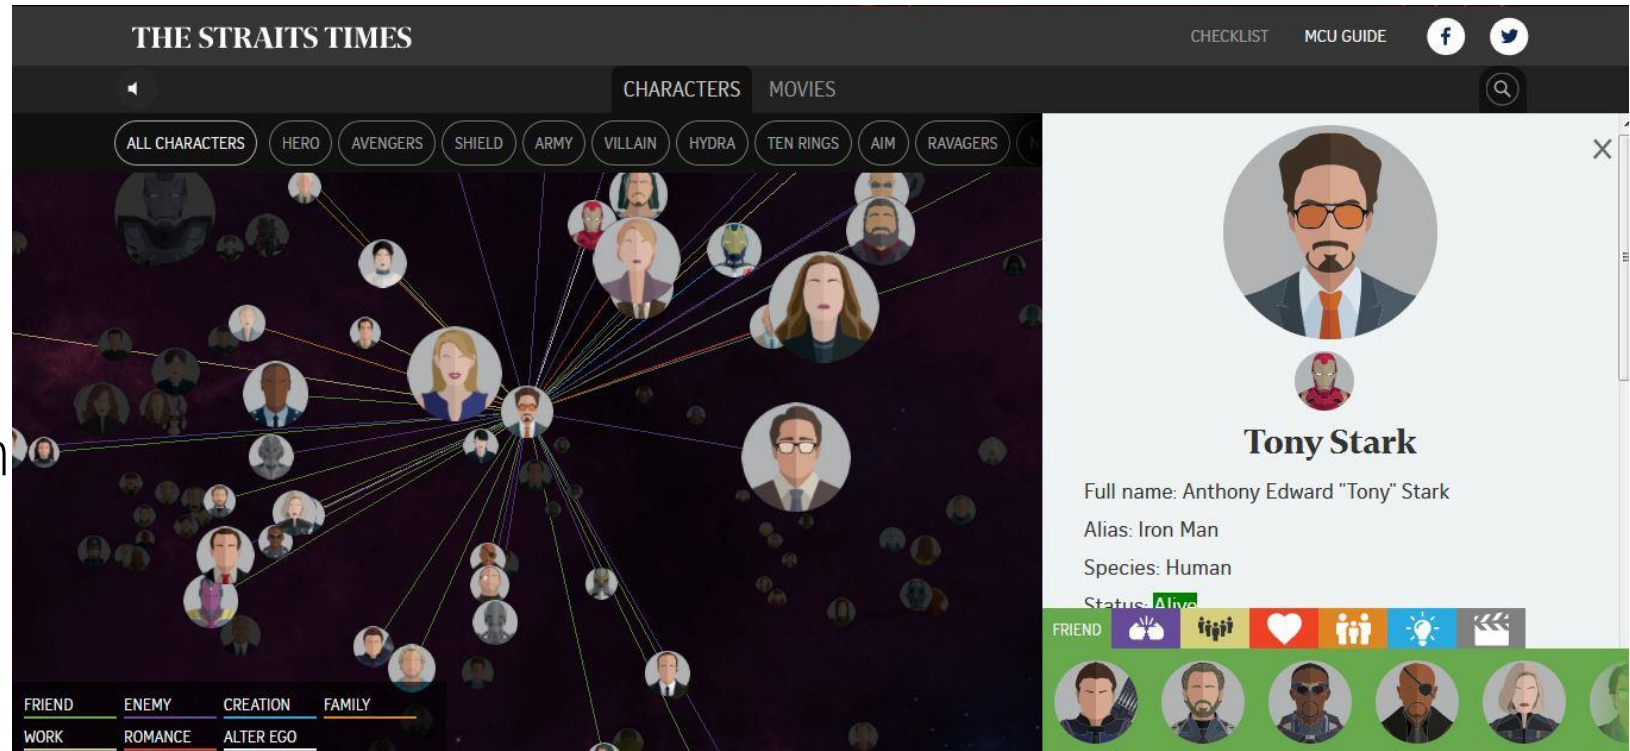 THE STRAITS TIMES
CHECKLIST MCU GUIDE
CHARACTERS MOVIES
ALL CHARACTERS HERO AVENGERS SHIELD ARMY VILLAIN HYDRA TEN RINGS AIM RAVAGERS
Tony Stark
Full name: Anthony Edward "Tony" Stark
Alias: Iron Man
Species: Human
Status: Alive
FRIEND
FRIEND ENEMY CREATION FAMILY
WORK ROMANCE ALTER EGO